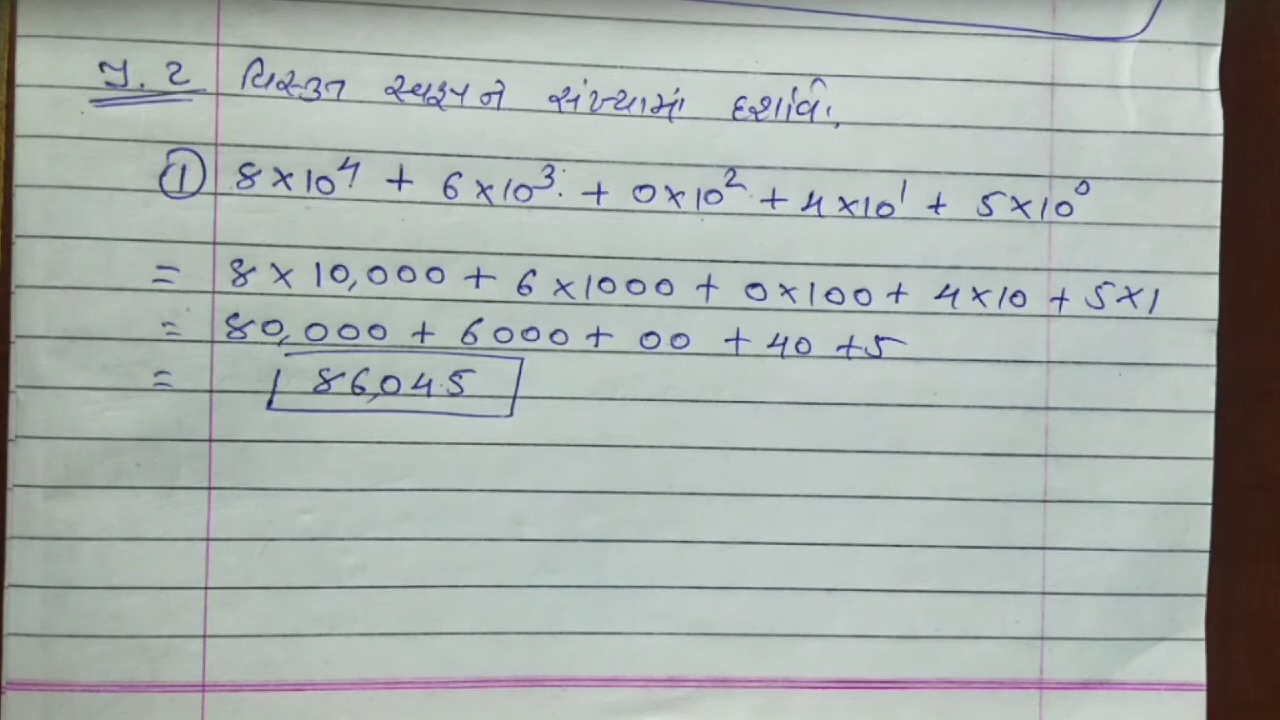 પ્ર. 2 વિસ્તૃત સ્વરૂપને સંખ્યામાં દર્શાવો.
① 8×10⁴ + 6×10³ + 0×10² + 4×10¹ + 5×10⁰
= 8×10,000 + 6×1000 + 0×100 + 4×10 + 5×1
= 80,000 + 6000 + 00 + 40 + 5
= 86,045